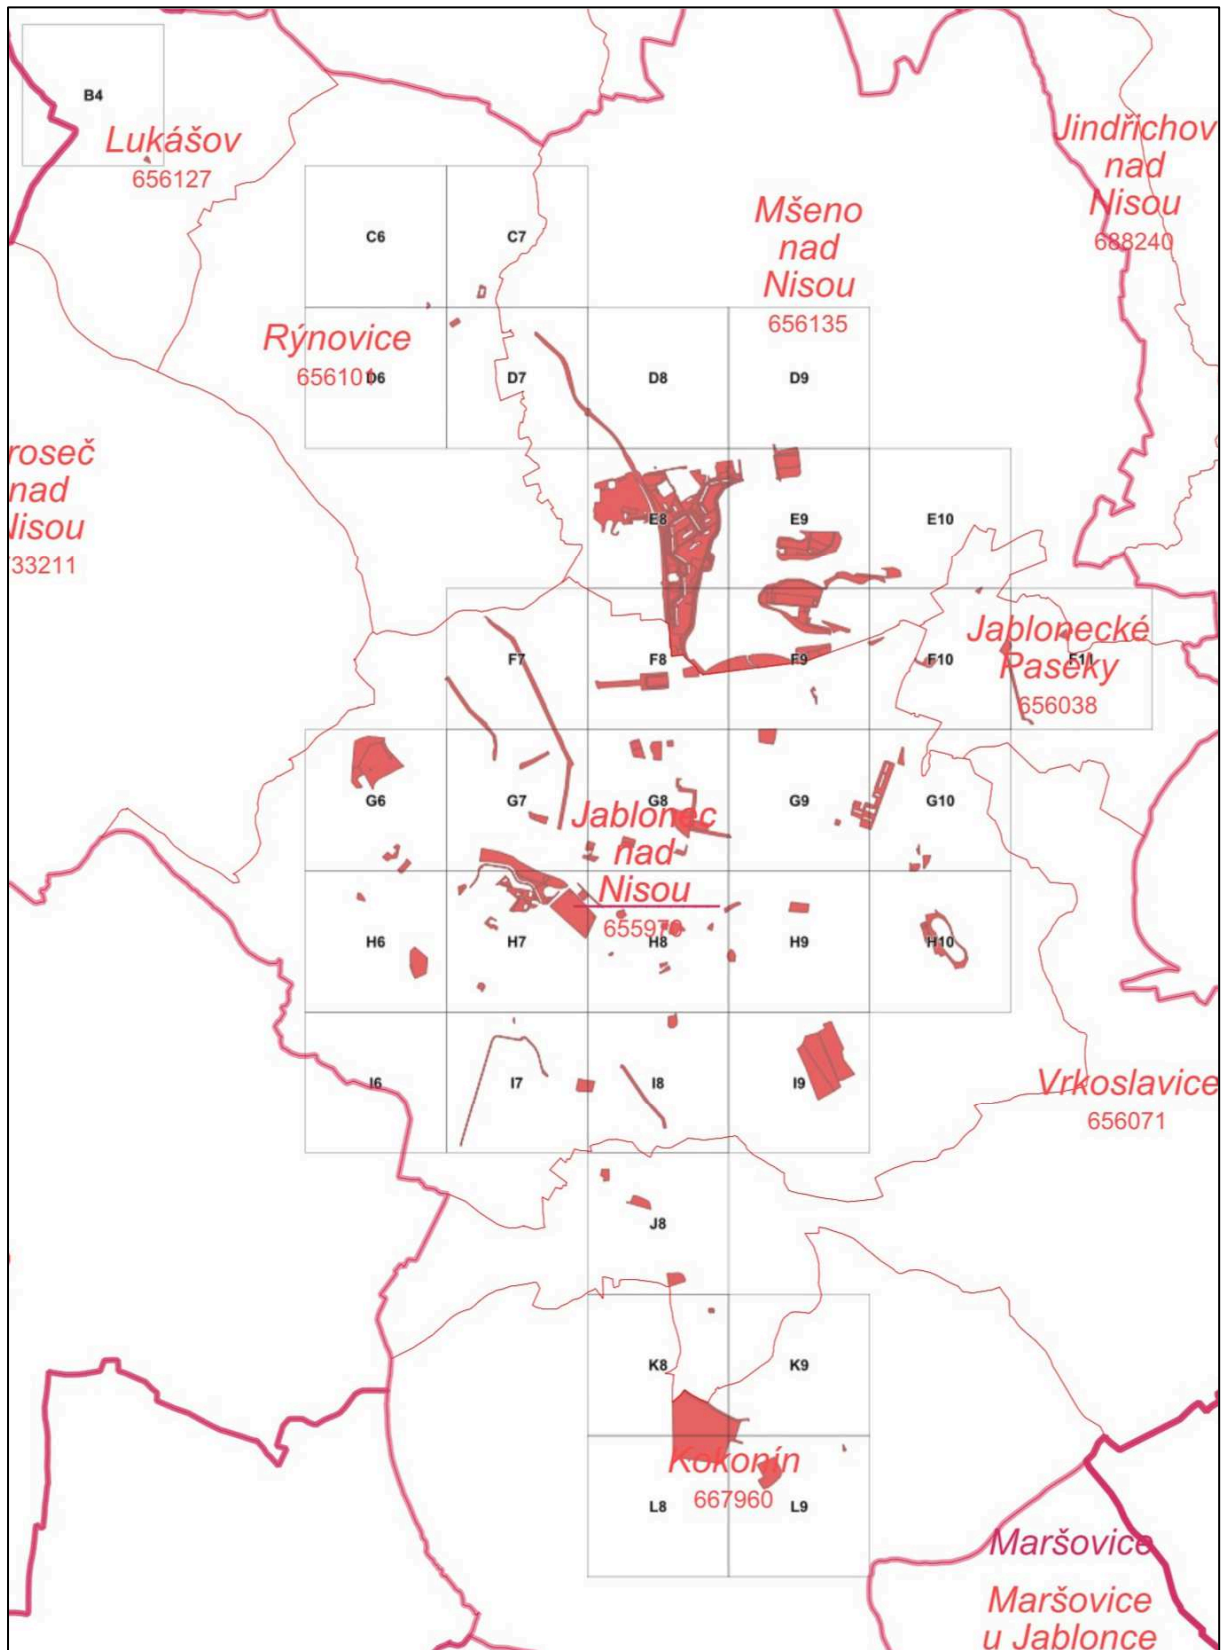 B4
Lukášov
656127
Jindřichov
nad
Nisou
688240
Mšeno
nad
Nisou
656135
C6
C7
Rýnovice
656101
D6
D7
D8
D9
roseč
nad
Nisou
733211
E8
E9
E10
F7
F8
F9
F10
F11
Jablonecké
Paseky
656038
G6
G7
G8
G9
G10
Jablonec
nad
Nisou
655970
H6
H7
H8
H9
H10
I6
I7
I8
I9
Vrkoslavice
656071
J8
K8
K9
Kokonín
667960
L8
L9
Maršovice
Maršovice
u Jablonce